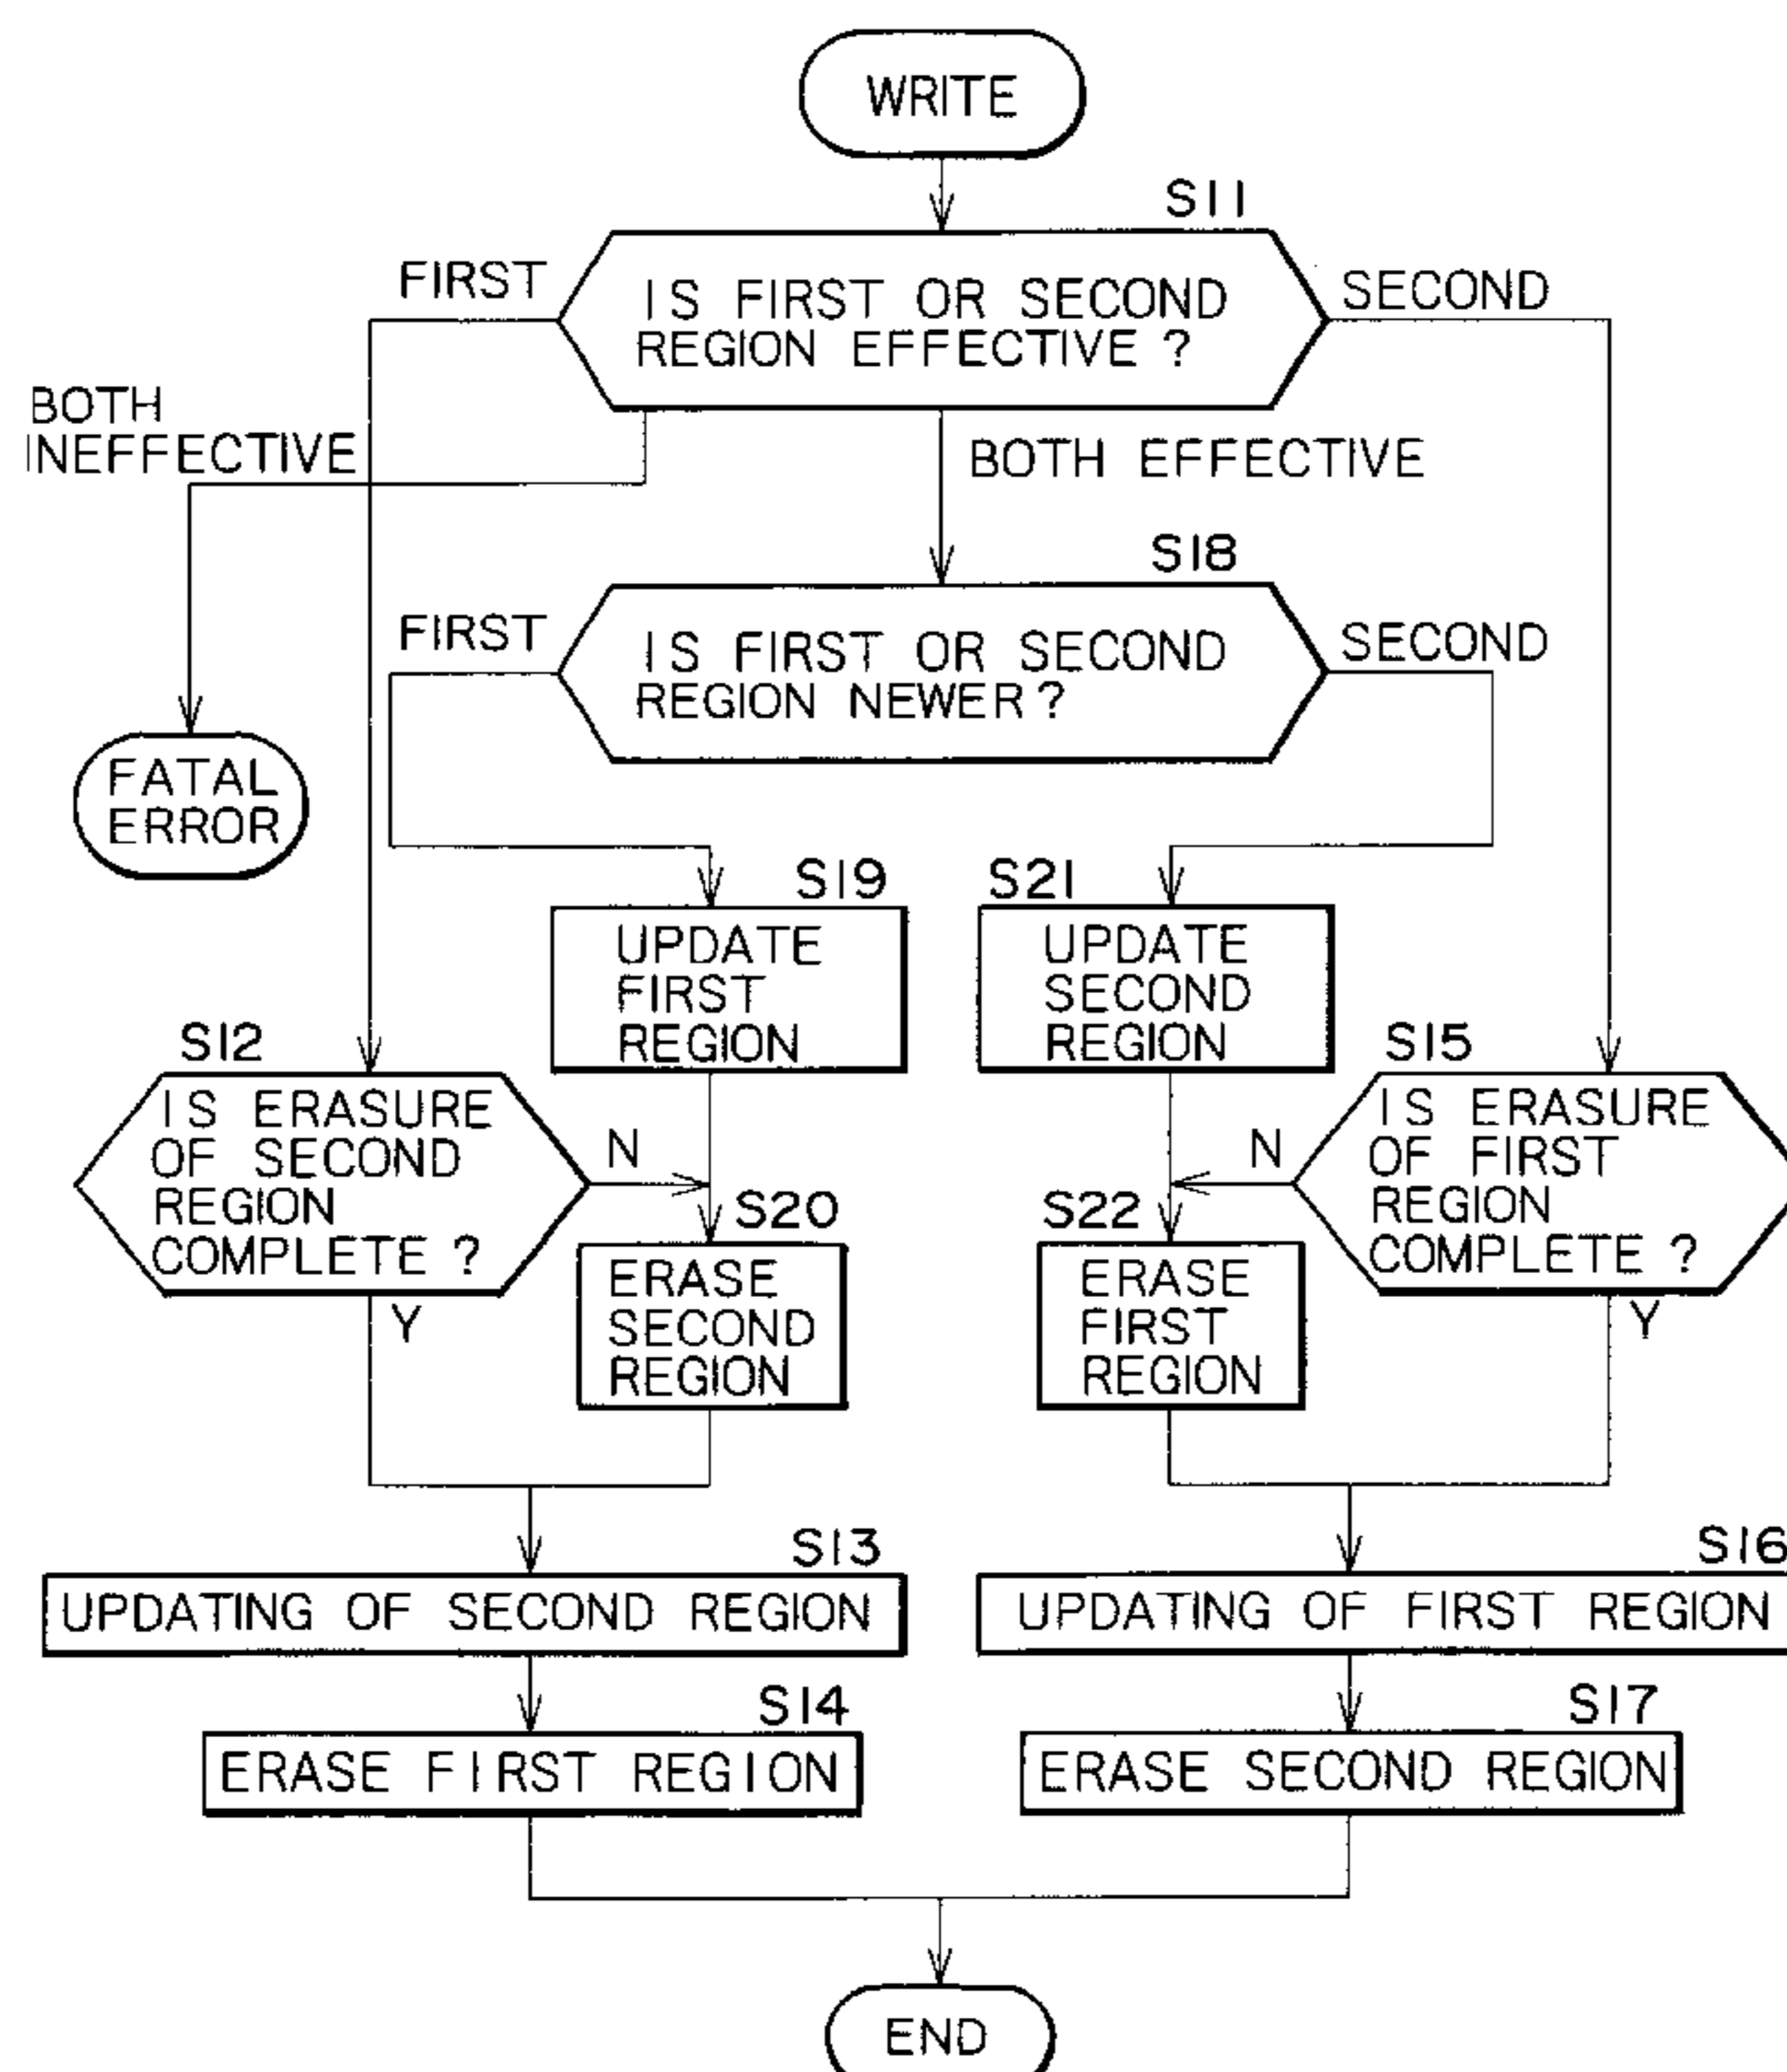 WRITE
S11
FIRST
IS FIRST OR SECOND
REGION EFFECTIVE ?
SECOND
BOTH
INEFFECTIVE
BOTH EFFECTIVE
S18
FIRST
IS FIRST OR SECOND
REGION NEWER ?
SECOND
FATAL
ERROR
S19
UPDATE
FIRST
REGION
S21
UPDATE
SECOND
REGION
S12
IS ERASURE
OF SECOND
REGION
COMPLETE ?
N
Y
S15
IS ERASURE
OF FIRST
REGION
COMPLETE ?
N
Y
S20
ERASE
SECOND
REGION
S22
ERASE
FIRST
REGION
S13
UPDATING OF SECOND REGION
S16
UPDATING OF FIRST REGION
S14
ERASE FIRST REGION
S17
ERASE SECOND REGION
END